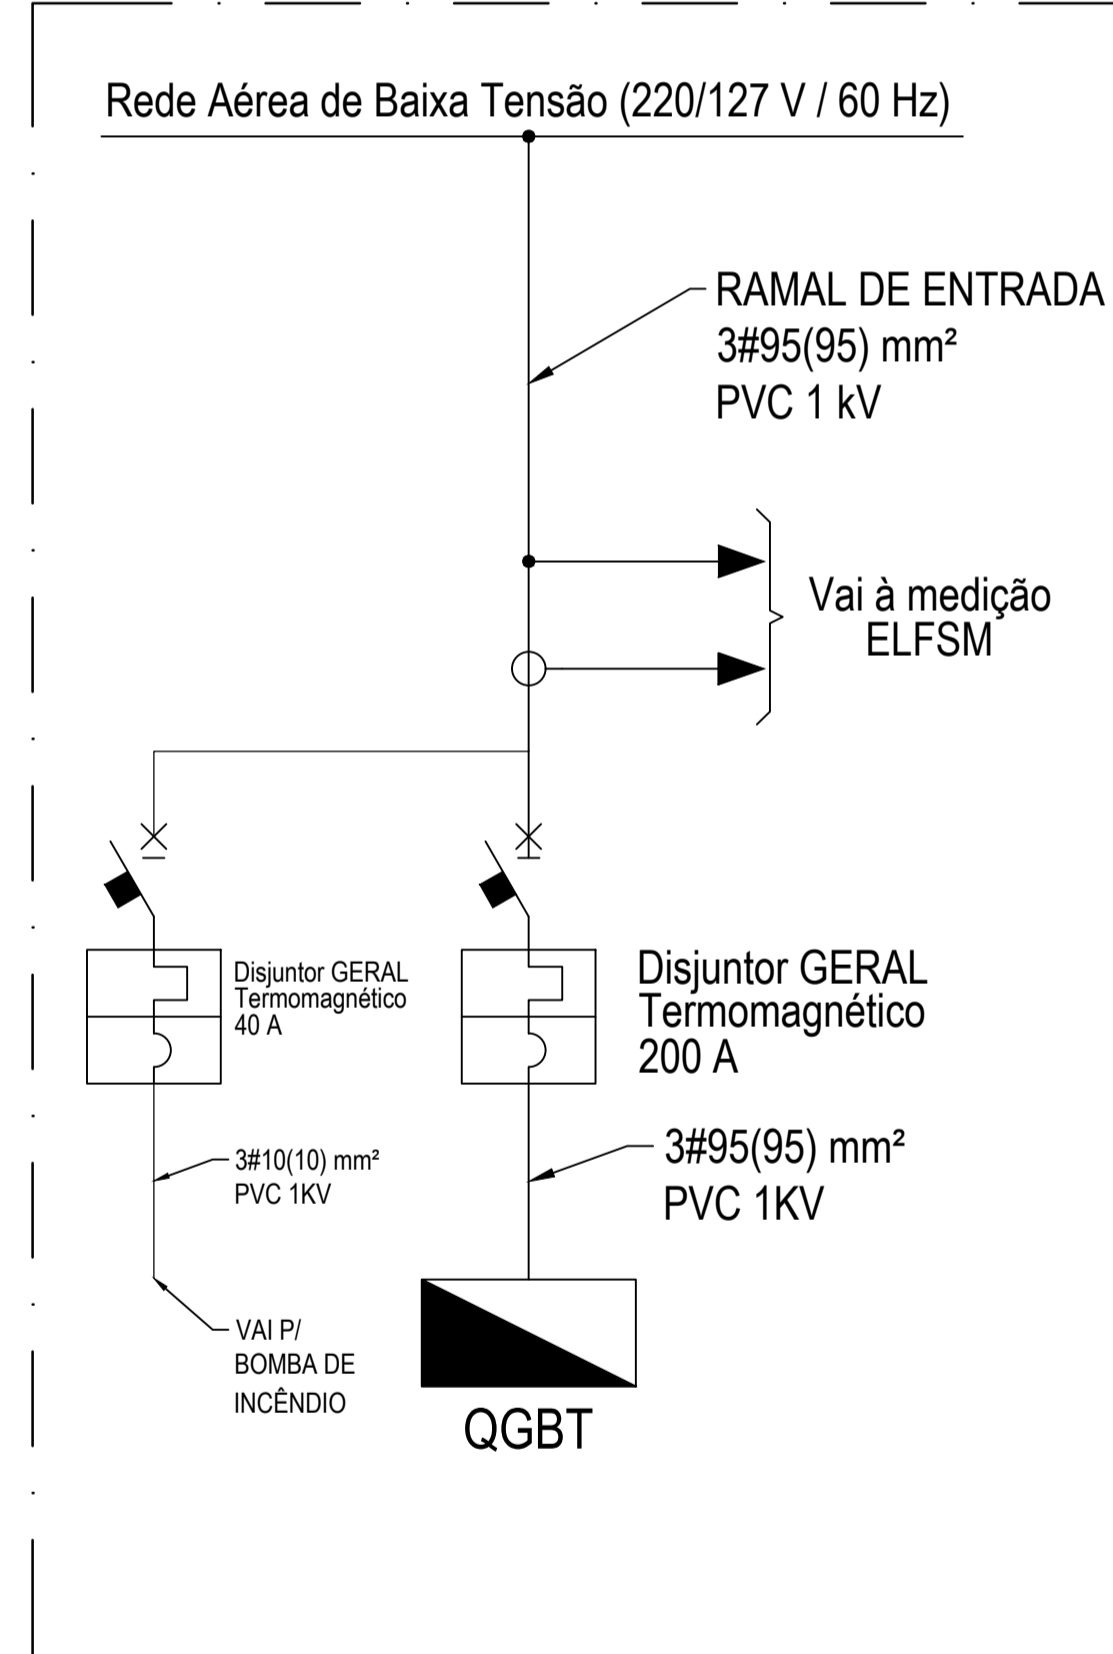 Rede Aérea de Baixa Tensão (220/127 V / 60 Hz)
RAMAL DE ENTRADA
3#95(95) mm²
PVC 1 kV
Vai à medição
ELFSM
Disjuntor GERAL
Termomagnético
40 A
Disjuntor GERAL
Termomagnético
200 A
3#10(10) mm²
PVC 1KV
3#95(95) mm²
PVC 1KV
VAI P/
BOMBA DE
INCÊNDIO
QGBT